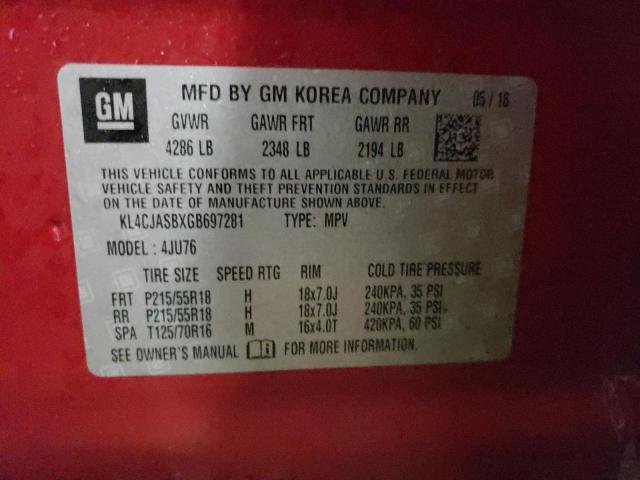 GM
MFD BY GM KOREA COMPANY 05 / 16
GVWR GAWR FRT GAWR RR
4286 LB 2348 LB 2194 LB
THIS VEHICLE CONFORMS TO ALL APPLICABLE U.S. FEDERAL MOTOR
VEHICLE SAFETY AND THEFT PREVENTION STANDARDS IN EFFECT
ON THE DATE OF MANUFACTURE SHOWN ABOVE.
KL4CJASBXGB697281 TYPE: MPV
MODEL : 4JU76
TIRE SIZE SPEED RTG RIM COLD TIRE PRESSURE
FRT P215/55R18 H 18x7.0J 240KPA, 35 PSI
RR P215/55R18 H 18x7.0J 240KPA, 35 PSI
SPA T125/70R16 M 16x4.0T 420KPA, 60 PSI
SEE OWNER'S MANUAL FOR MORE INFORMATION.